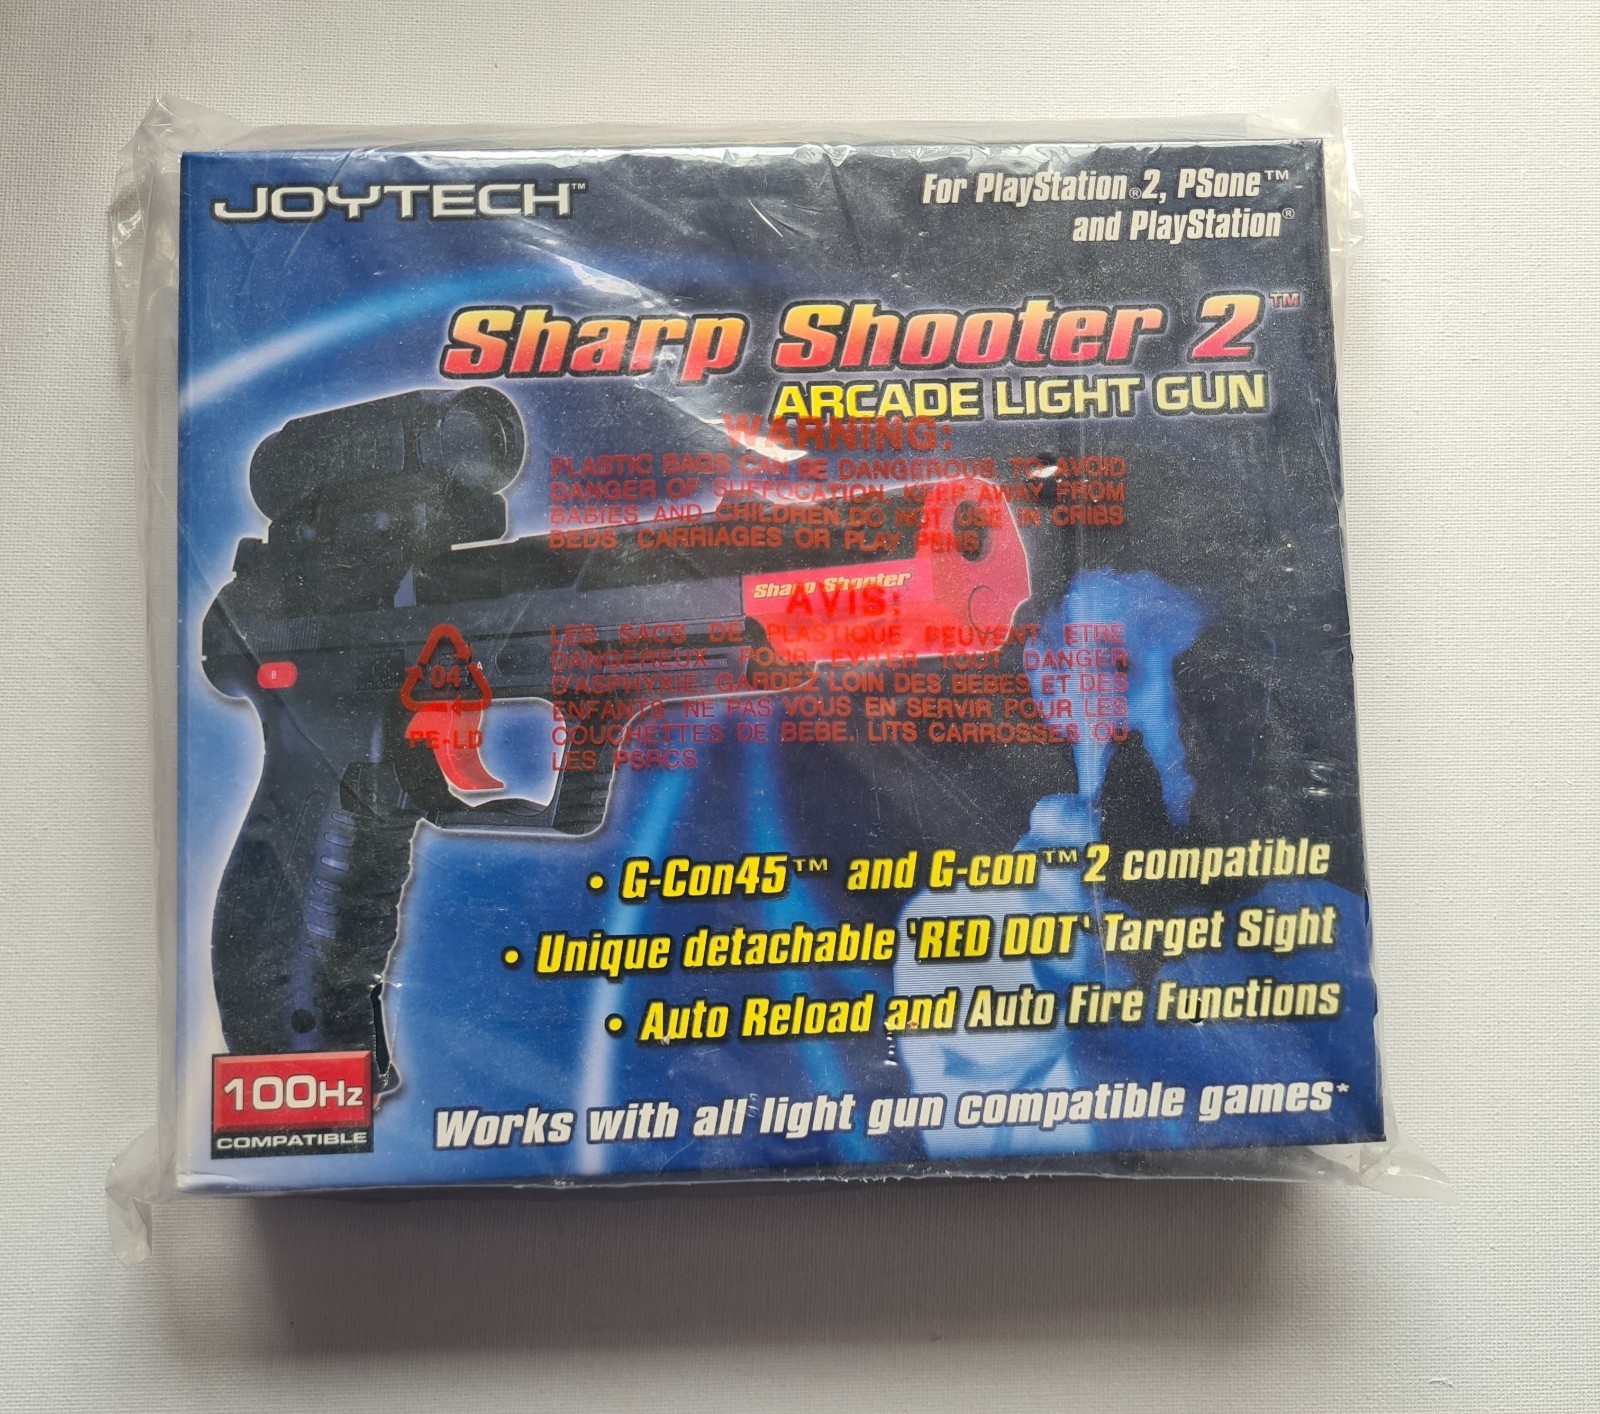 JOYTECH™
For PlayStation®2, PSone™
and PlayStation®
Sharp Shooter 2™
ARCADE LIGHT GUN
WARNING:
PLASTIC BAGS CAN BE DANGEROUS. TO AVOID
DANGER OF SUFFOCATION. KEEP AWAY FROM
BABIES AND CHILDREN DO NOT USE IN CRIBS
BEDS. CARRIAGES OR PLAY PENS
Sharp Shooter
AVIS:
LES SACS DE PLASTIQUE PEUVENT ETRE
DANGEREUX POUR EVITER TOUT DANGER
D'ASPHYXIE. GARDEZ LOIN DES BEBES ET DES
ENFANTS NE PAS VOUS EN SERVIR POUR LES
COUCHETTES DE BEBE. LITS CARROSSES OU
LES PSRCS
B
A
04
PE-LD
• G-Con45™ and G-con™2 compatible
• Unique detachable 'RED DOT' Target Sight
• Auto Reload and Auto Fire Functions
100Hz
COMPATIBLE
Works with all light gun compatible games*